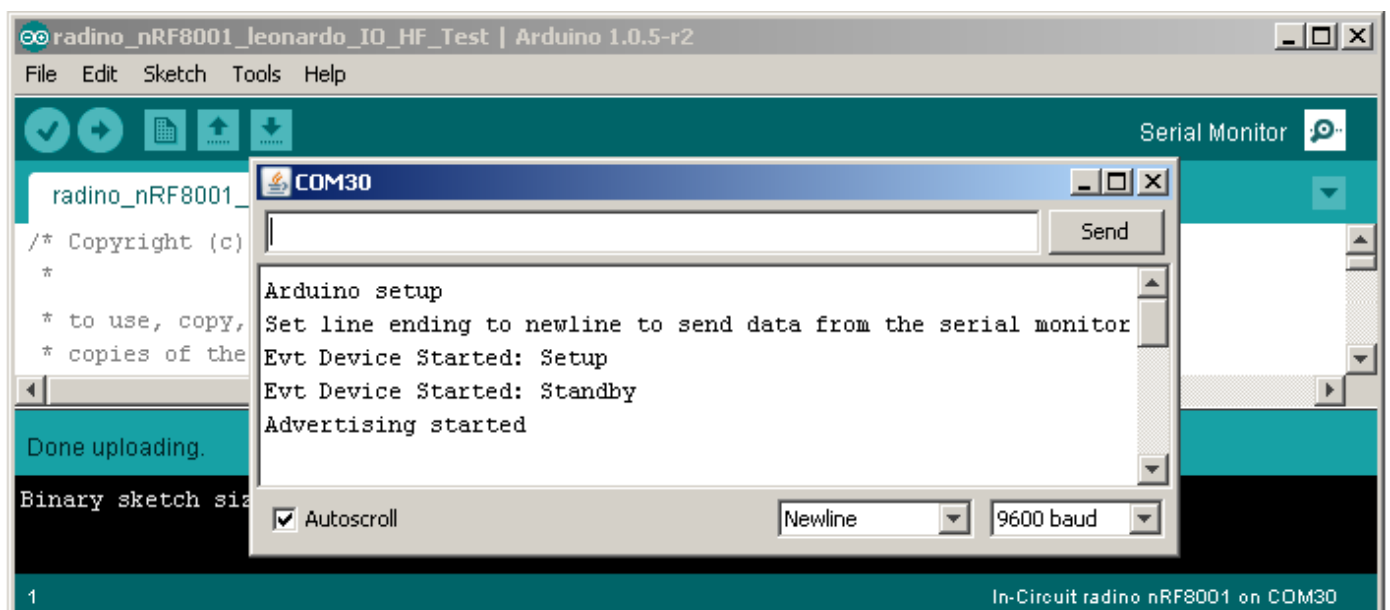 radino_nRF8001_leonardo_IO_HF_Test | Arduino 1.0.5-r2
File Edit Sketch Tools Help
Serial Monitor
radino_nRF8001_
COM30
Send
/* Copyright (c)
*
* to use, copy,
* copies of the
Arduino setup
Set line ending to newline to send data from the serial monitor
Evt Device Started: Setup
Evt Device Started: Standby
Advertising started
Done uploading.
Binary sketch siz
Autoscroll
Newline
9600 baud
1
In-Circuit radino nRF8001 on COM30